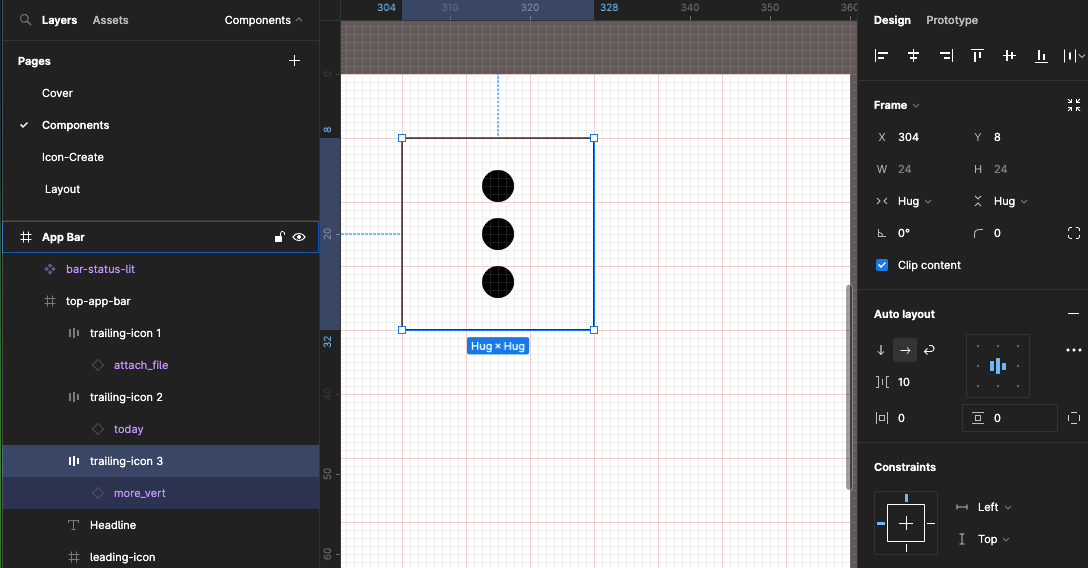 Layers Assets Components
Pages
Cover
Components
Icon-Create
Layout
App Bar
bar-status-lit
top-app-bar
trailing-icon 1
attach_file
trailing-icon 2
today
trailing-icon 3
more_vert
Headline
leading-icon
304 310 320 328 340 350 360
0
8
20
32
40
50
60
Hug × Hug
Design Prototype
Frame
X 304 Y 8
W 24 H 24
Hug Hug
0° 0
Clip content
Auto layout
10
0 0
Constraints
Left
Top